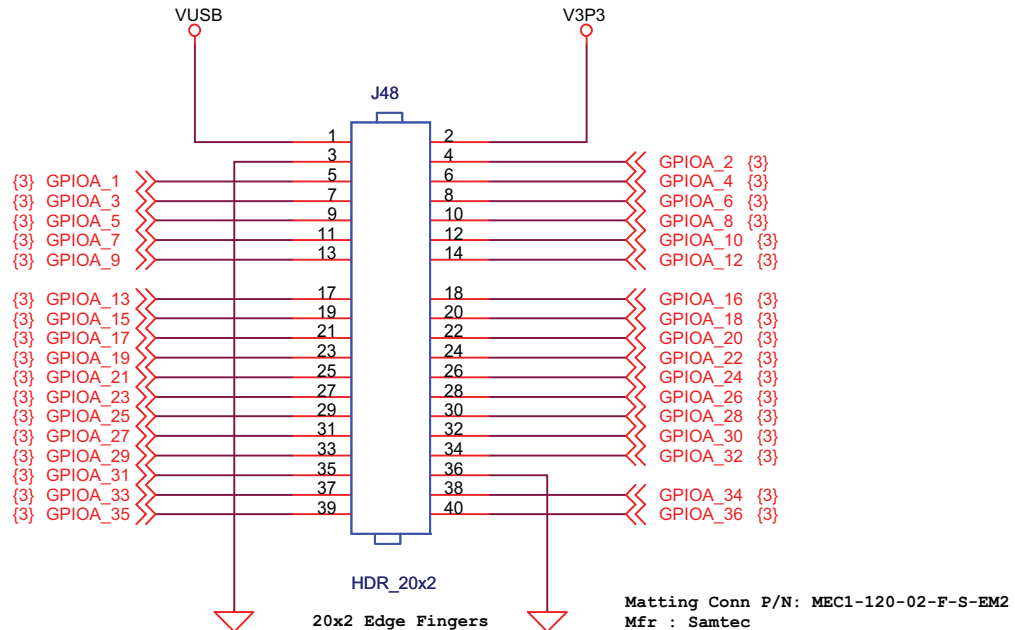 VUSB V3P3
J48
1 2
3 4 GPIOA_2 {3}
{3} GPIOA_1 5 6 GPIOA_4 {3}
{3} GPIOA_3 7 8 GPIOA_6 {3}
{3} GPIOA_5 9 10 GPIOA_8 {3}
{3} GPIOA_7 11 12 GPIOA_10 {3}
{3} GPIOA_9 13 14 GPIOA_12 {3}
{3} GPIOA_13 17 18 GPIOA_16 {3}
{3} GPIOA_15 19 20 GPIOA_18 {3}
{3} GPIOA_17 21 22 GPIOA_20 {3}
{3} GPIOA_19 23 24 GPIOA_22 {3}
{3} GPIOA_21 25 26 GPIOA_24 {3}
{3} GPIOA_23 27 28 GPIOA_26 {3}
{3} GPIOA_25 29 30 GPIOA_28 {3}
{3} GPIOA_27 31 32 GPIOA_30 {3}
{3} GPIOA_29 33 34 GPIOA_32 {3}
{3} GPIOA_31 35 36
{3} GPIOA_33 37 38 GPIOA_34 {3}
{3} GPIOA_35 39 40 GPIOA_36 {3}
HDR_20x2
20x2 Edge Fingers
Matting Conn P/N: MEC1-120-02-F-S-EM2
Mfr : Samtec